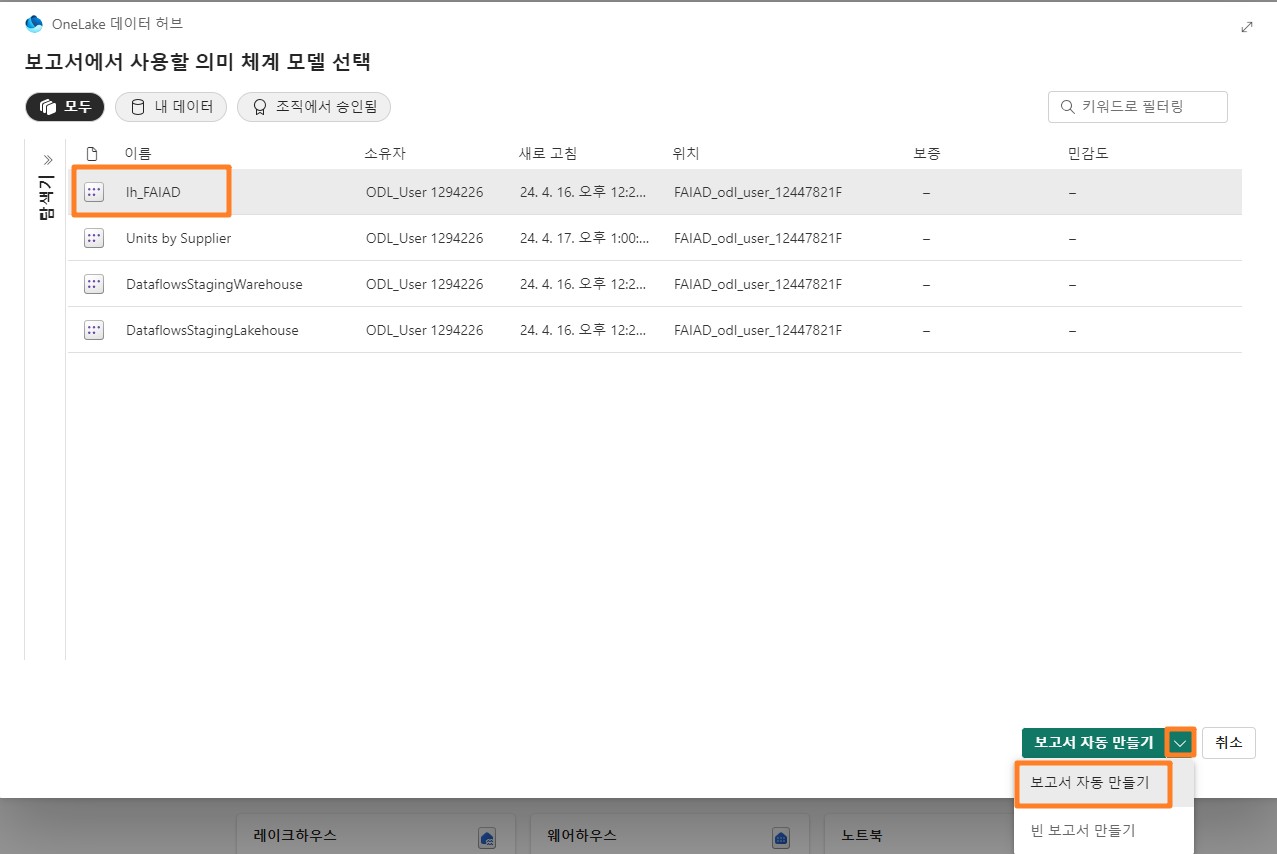 OneLake 데이터 허브
보고서에서 사용할 의미 체계 모델 선택
모두 내 데이터 조직에서 승인됨 키워드로 필터링
탐색기
이름 소유자 새로 고침 위치 보증 민감도
lh_FAIAD ODL_User 1294226 24. 4. 16. 오후 12:2... FAIAD_odl_user_12447821F – –
Units by Supplier ODL_User 1294226 24. 4. 17. 오후 1:00:... FAIAD_odl_user_12447821F – –
DataflowsStagingWarehouse ODL_User 1294226 24. 4. 16. 오후 12:2... FAIAD_odl_user_12447821F – –
DataflowsStagingLakehouse ODL_User 1294226 24. 4. 16. 오후 12:2... FAIAD_odl_user_12447821F – –
보고서 자동 만들기 취소
보고서 자동 만들기
빈 보고서 만들기
레이크하우스 웨어하우스 노트북